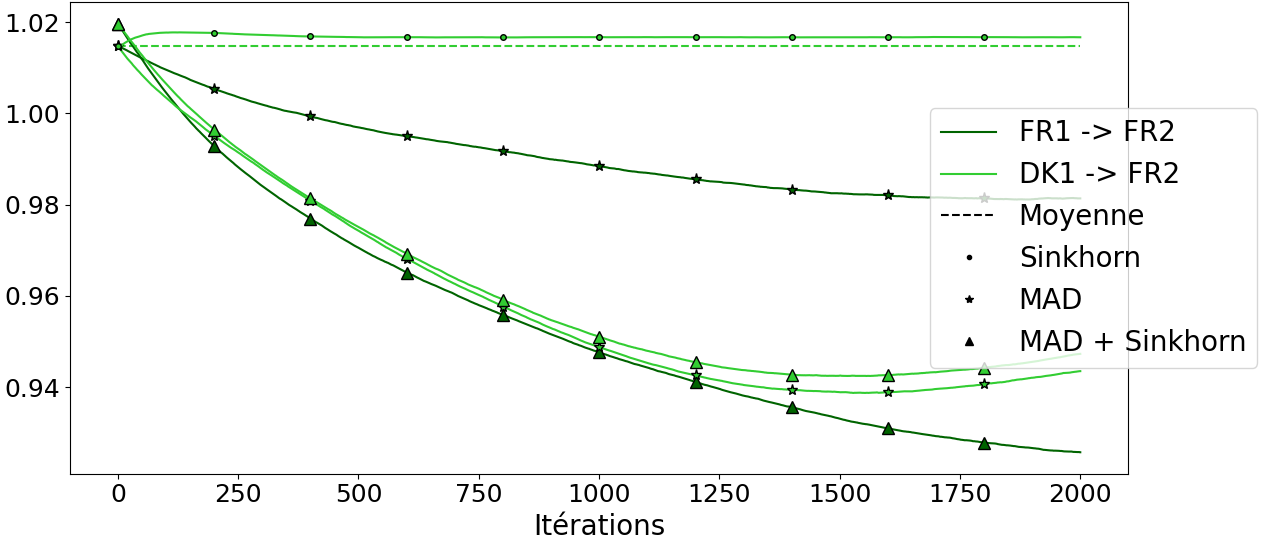 1.02
1.00
0.98
0.96
0.94
0 250 500 750 1000 1250 1500 1750 2000
Itérations
FR1 -> FR2
DK1 -> FR2
Moyenne
Sinkhorn
MAD
MAD + Sinkhorn